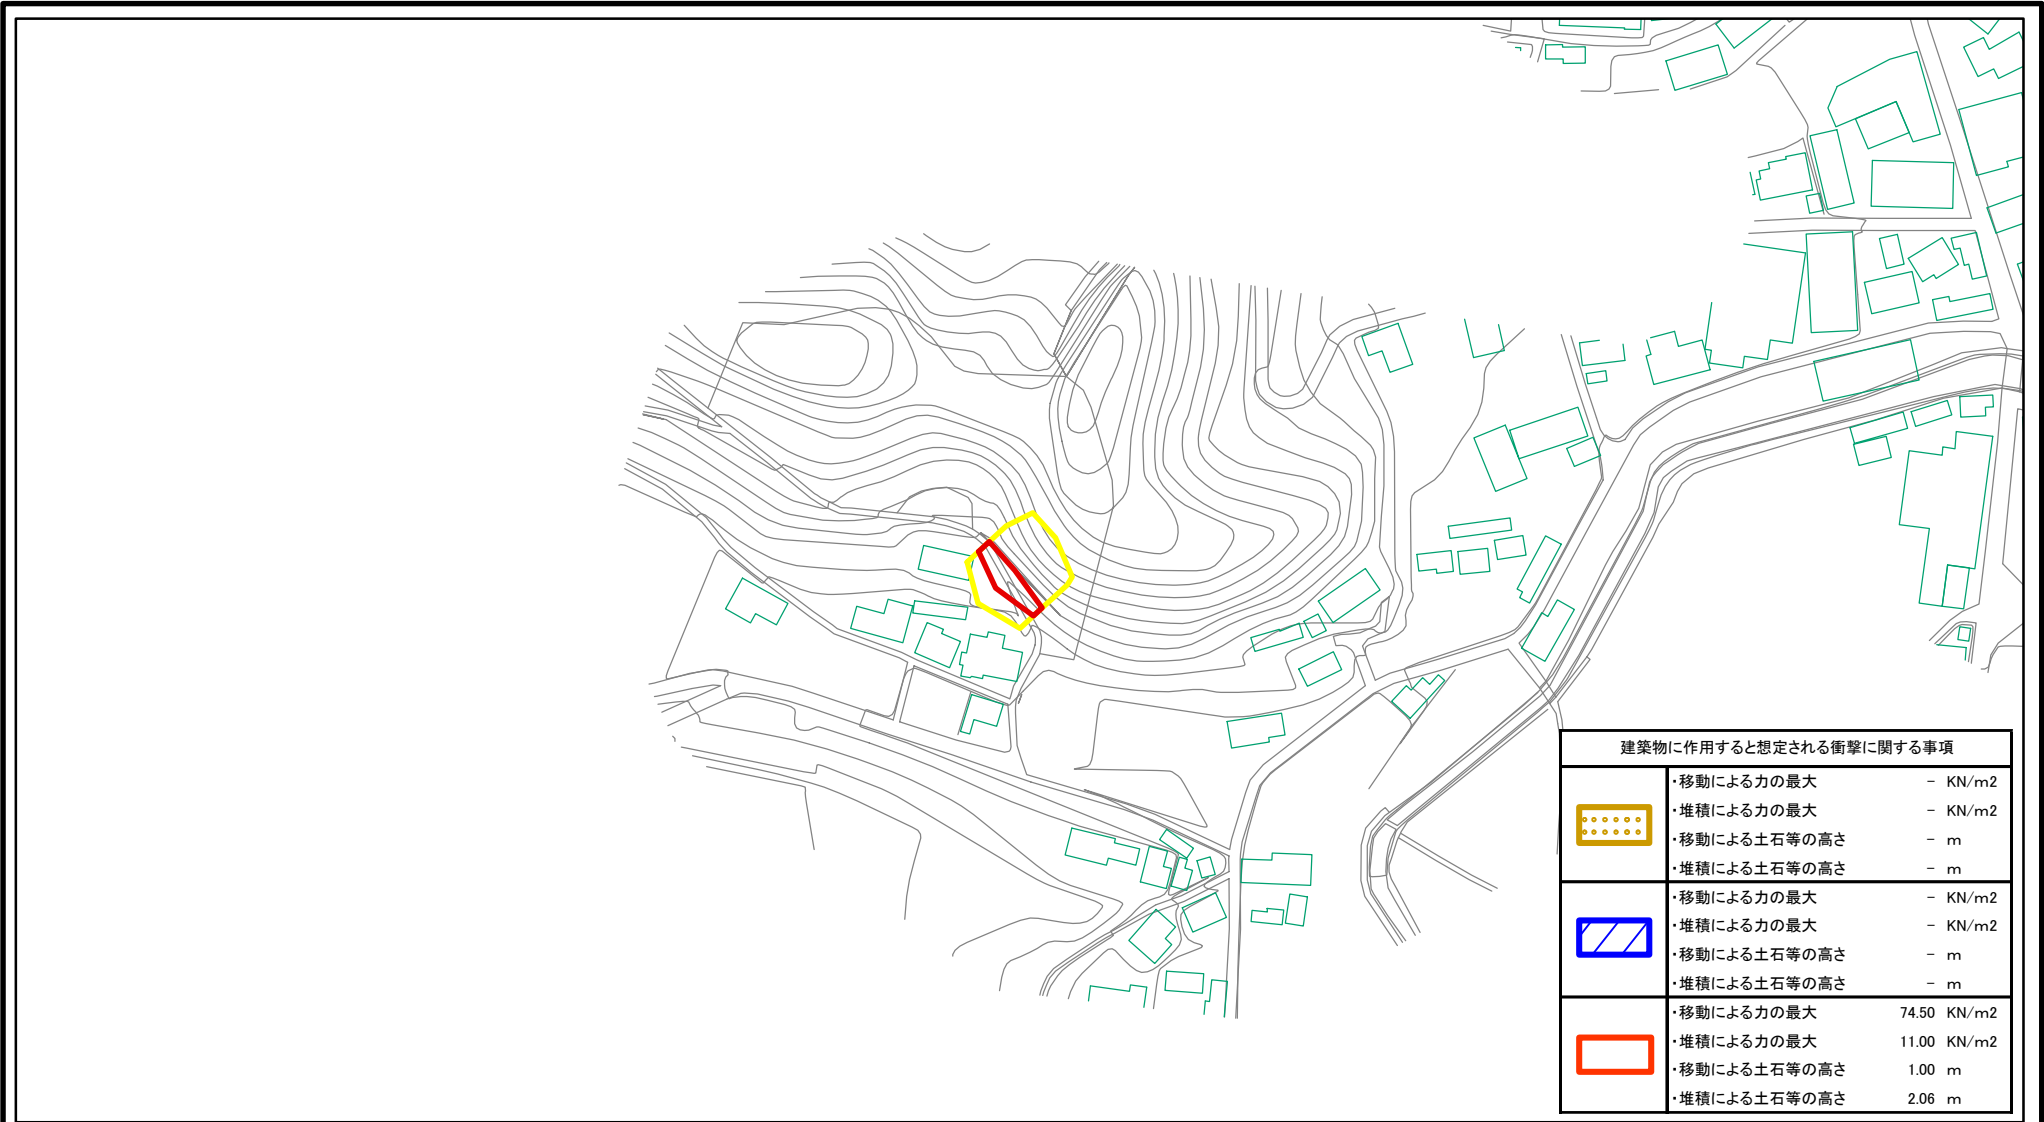 建築物に作用すると想定される衝撃に関する事項
・移動による力の最大 - KN/m2
・堆積による力の最大 - KN/m2
・移動による土石等の高さ - m
・堆積による土石等の高さ - m
・移動による力の最大 - KN/m2
・堆積による力の最大 - KN/m2
・移動による土石等の高さ - m
・堆積による土石等の高さ - m
・移動による力の最大 74.50 KN/m2
・堆積による力の最大 11.00 KN/m2
・移動による土石等の高さ 1.00 m
・堆積による土石等の高さ 2.06 m